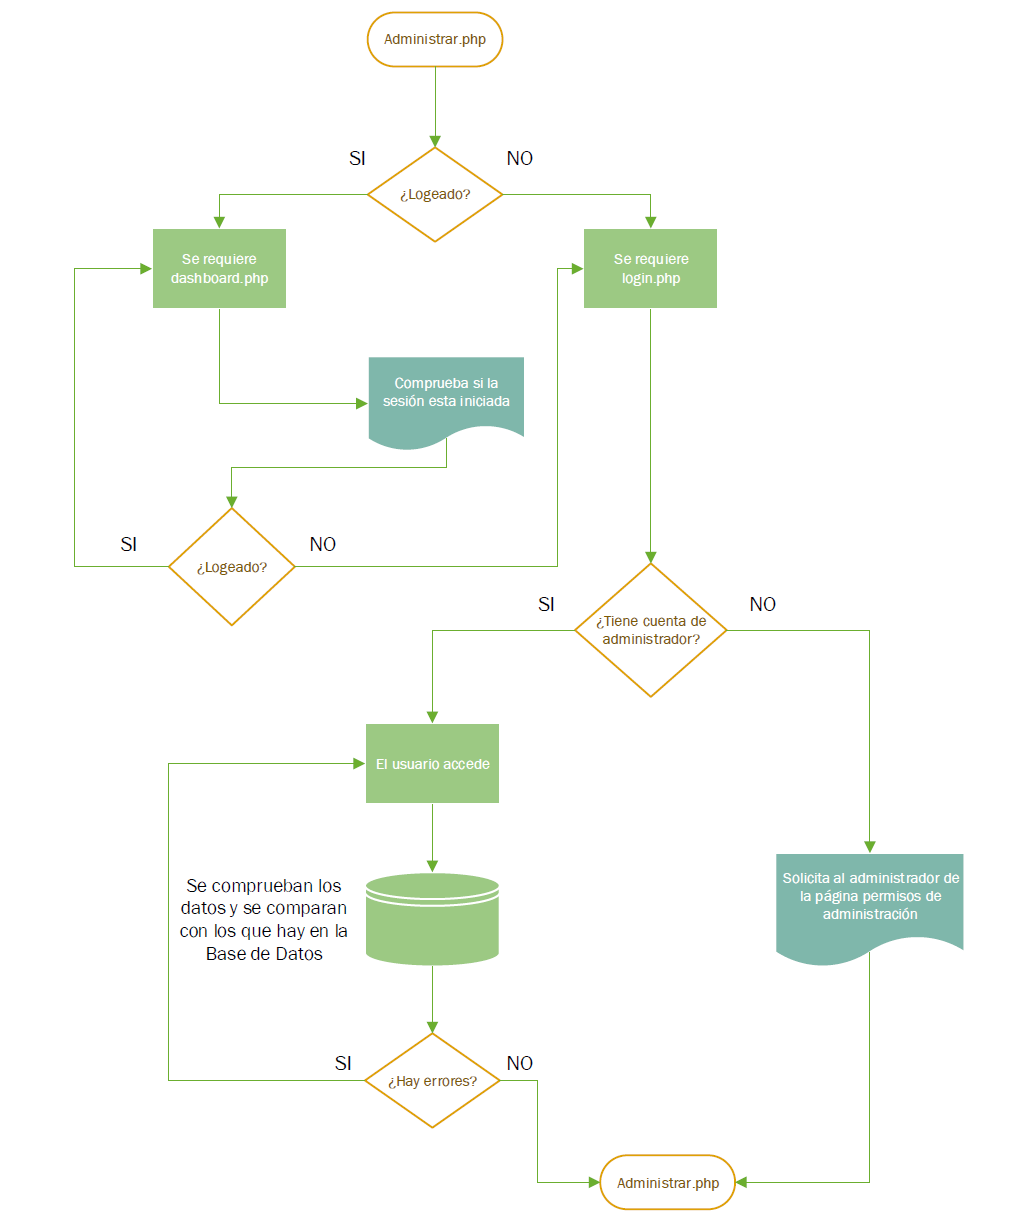 Administrar.php
SI
NO
¿Logeado?
Se requiere
dashboard.php
Se requiere
login.php
Comprueba si la
sesión esta iniciada
SI
NO
¿Logeado?
SI
NO
¿Tiene cuenta de
administrador?
El usuario accede
Se comprueban los
datos y se comparan
con los que hay en la
Base de Datos
Solicita al administrador de
la página permisos de
administración
SI
NO
¿Hay errores?
Administrar.php